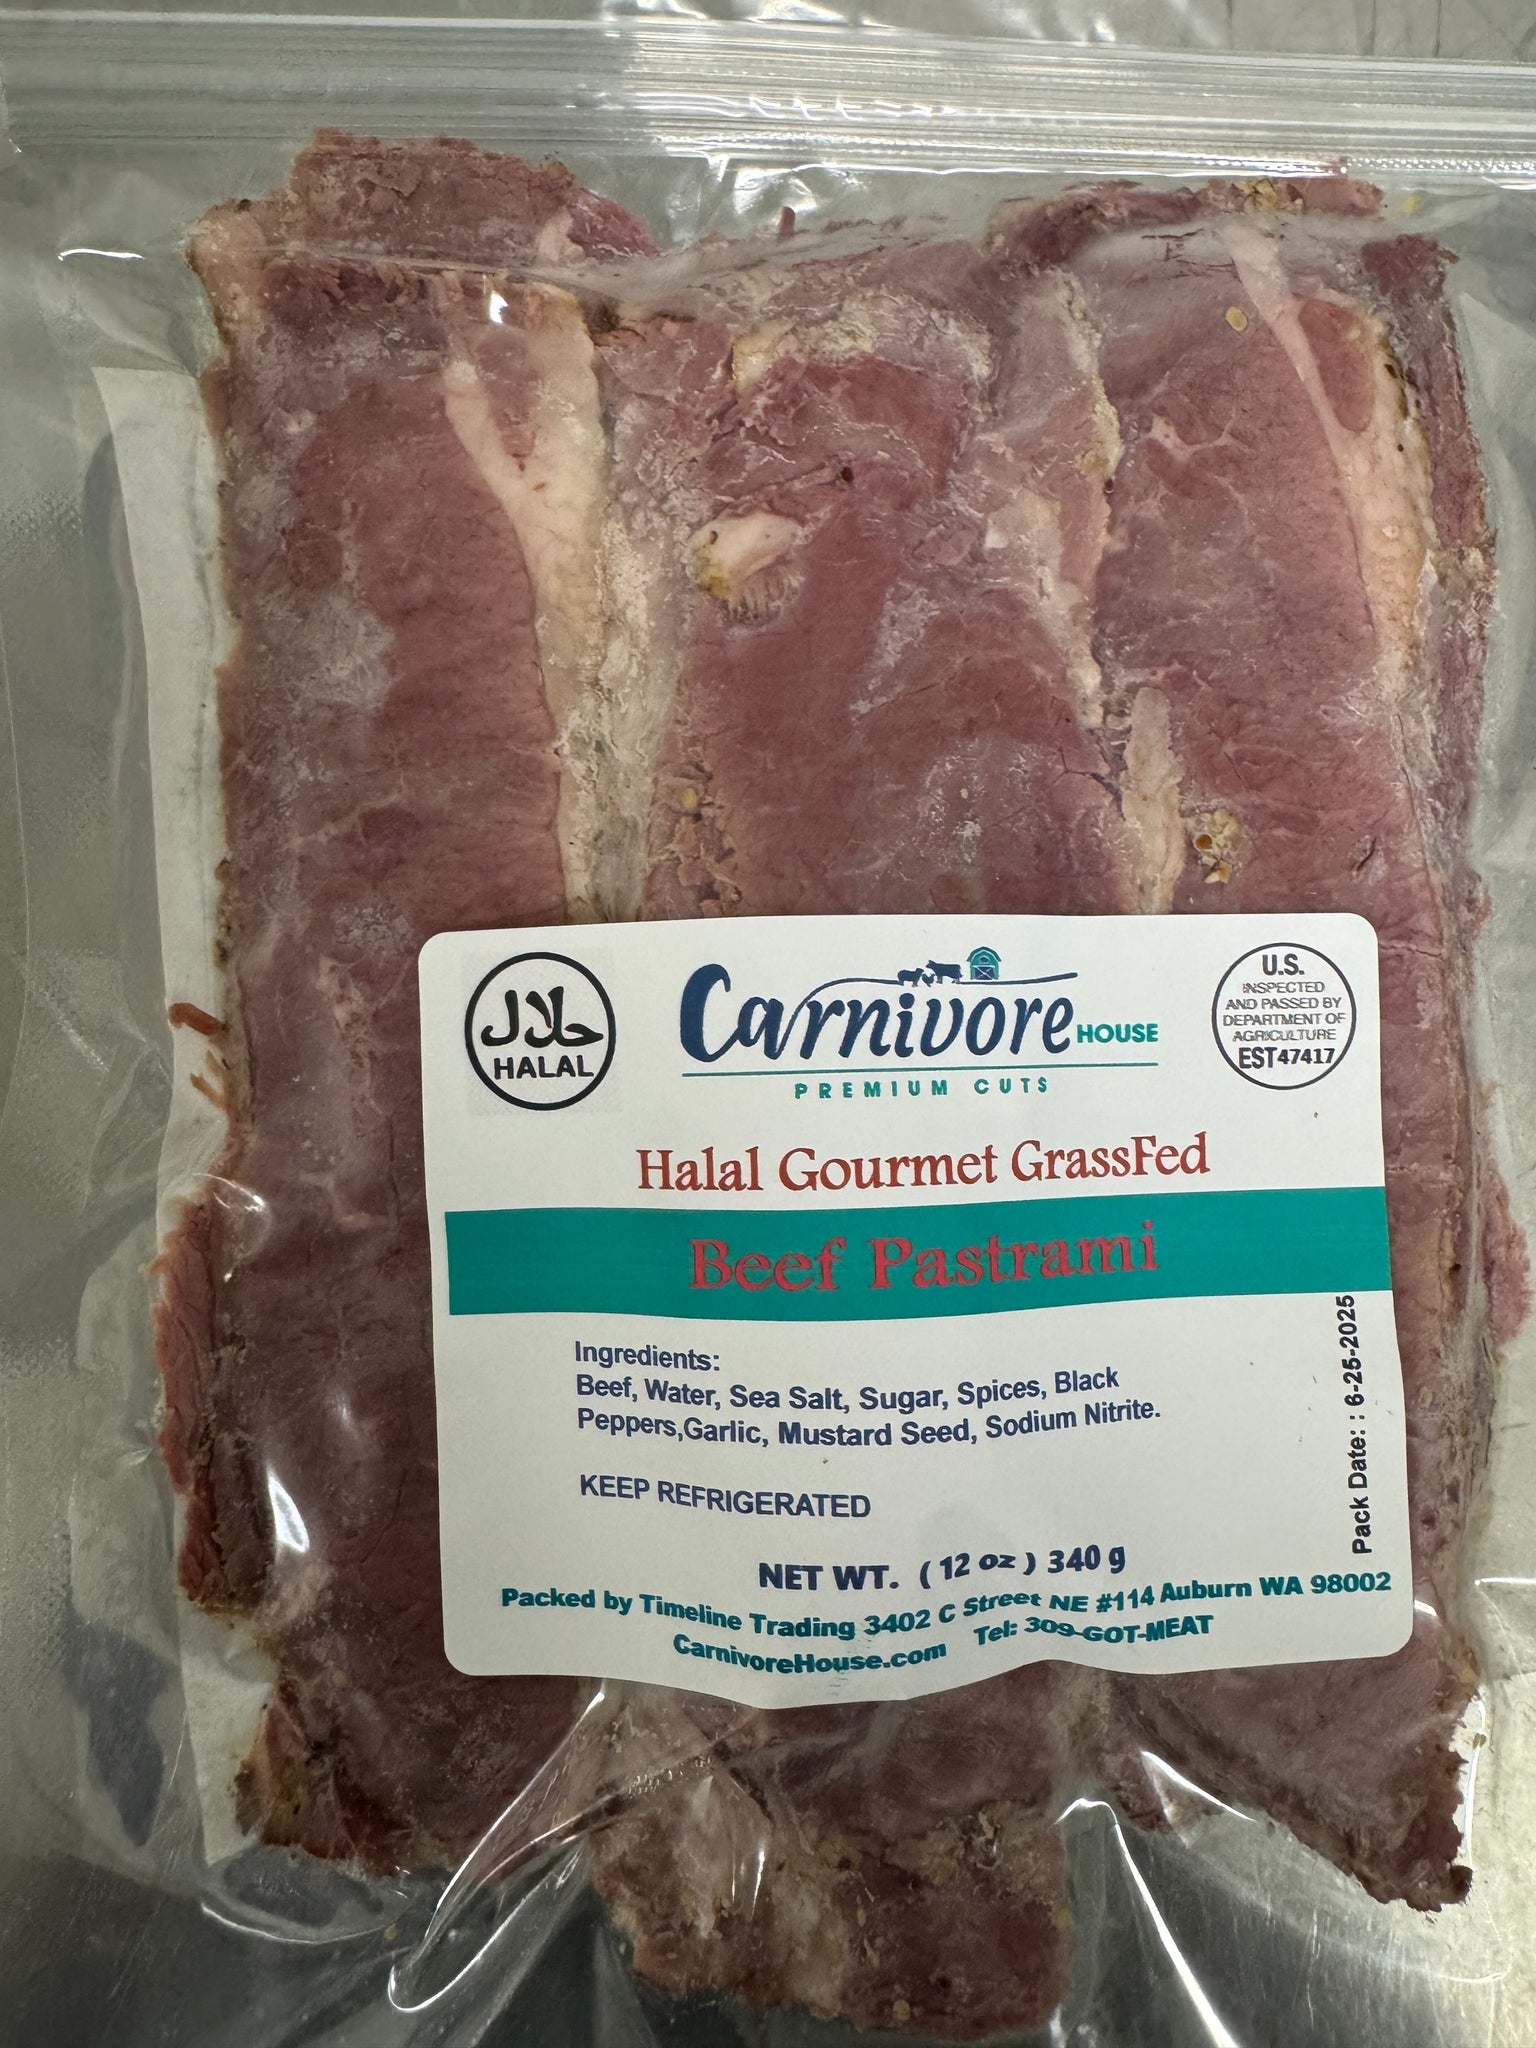 حلال
HALAL
Carnivore HOUSE
PREMIUM CUTS
U.S.
INSPECTED
AND PASSED BY
DEPARTMENT OF
AGRICULTURE
EST47417
Halal Gourmet GrassFed
Beef Pastrami
Ingredients:
Beef, Water, Sea Salt, Sugar, Spices, Black
Peppers,Garlic, Mustard Seed, Sodium Nitrite.
KEEP REFRIGERATED
Pack Date: : 6-25-2025
NET WT. ( 12 oz ) 340 g
Packed by Timeline Trading 3402 C Street NE #114 Auburn WA 98002
CarnivoreHouse.com Tel: 309-GOT-MEAT